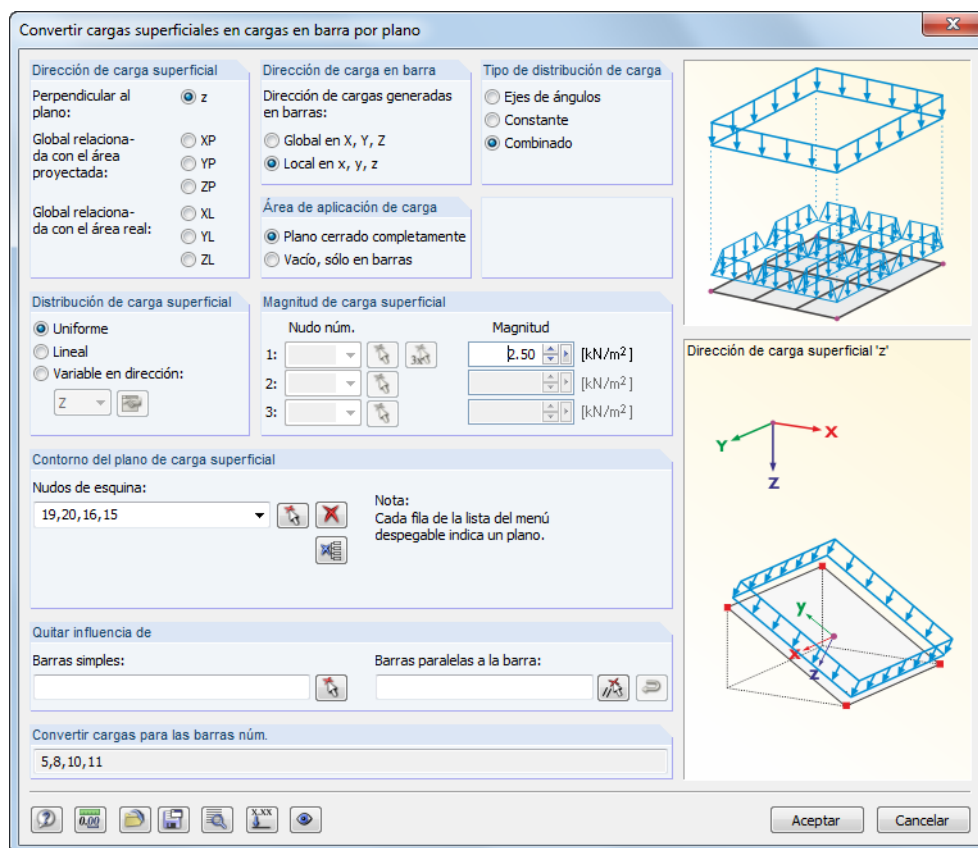 Convertir cargas superficiales en cargas en barra por plano
Dirección de carga superficial
Perpendicular al
plano:
z
Global relaciona-
da con el área
proyectada:
XP
YP
ZP
Global relaciona-
da con el área real:
XL
YL
ZL
Dirección de carga en barra
Dirección de cargas generadas
en barras:
Global en X, Y, Z
Local en x, y, z
Área de aplicación de carga
Plano cerrado completamente
Vacío, sólo en barras
Tipo de distribución de carga
Ejes de ángulos
Constante
Combinado
Distribución de carga superficial
Uniforme
Lineal
Variable en dirección:
Z
Magnitud de carga superficial
Nudo núm.
Magnitud
1:
3x
2.50
[kN/m²]
2:
[kN/m²]
3:
[kN/m²]
Contorno del plano de carga superficial
Nudos de esquina:
19,20,16,15
Nota:
Cada fila de la lista del menú
despegable indica un plano.
Quitar influencia de
Barras simples:
Barras paralelas a la barra:
Convertir cargas para las barras núm.
5,8,10,11
Dirección de carga superficial 'z'
X
Y
Z
y
x
z
0.00
x.xx
Aceptar
Cancelar